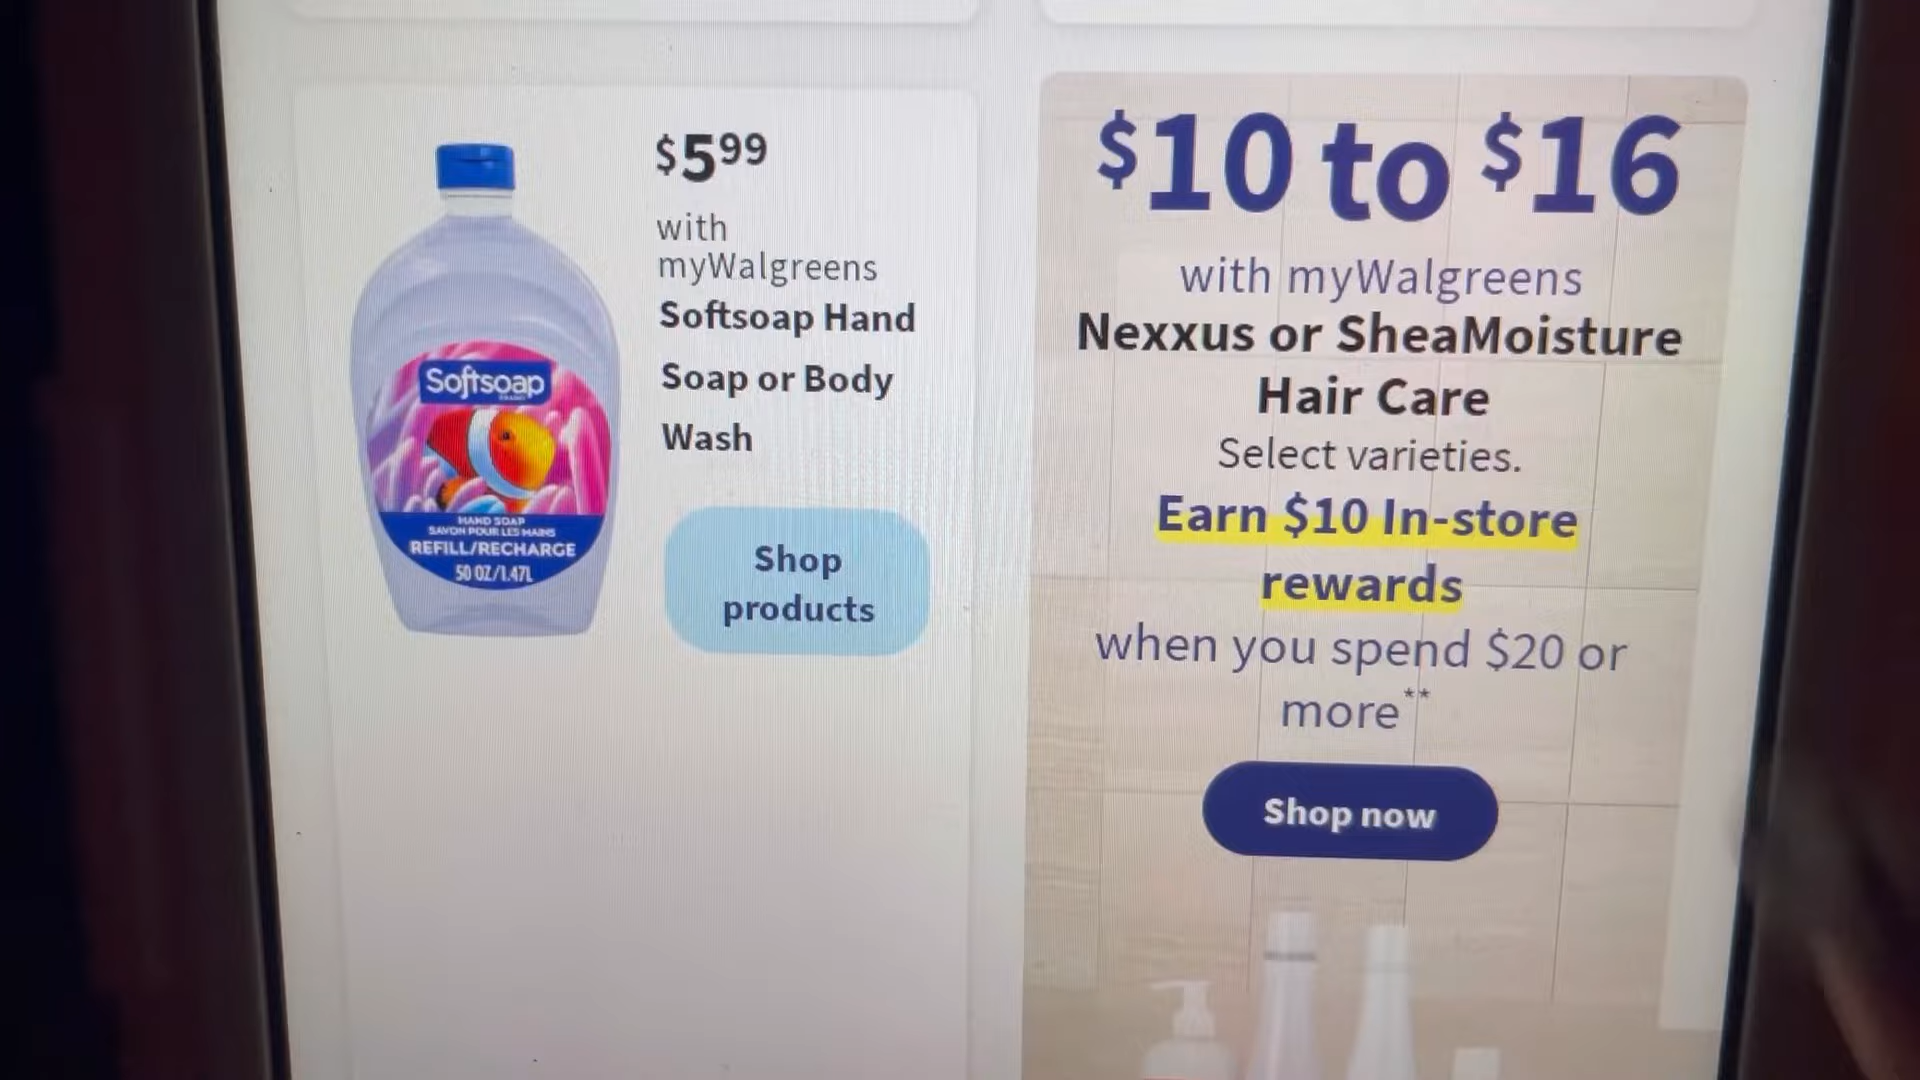 $5.99
with
myWalgreens
Softsoap Hand
Soap or Body
Wash
Shop
products
Softsoap
HAND SOAP
SAVON POUR LES MAINS
REFILL/RECHARGE
50 OZ/1.47L
$10 to $16
with myWalgreens
Nexxus or SheaMoisture
Hair Care
Select varieties.
Earn $10 In-store
rewards
when you spend $20 or
more**
Shop now